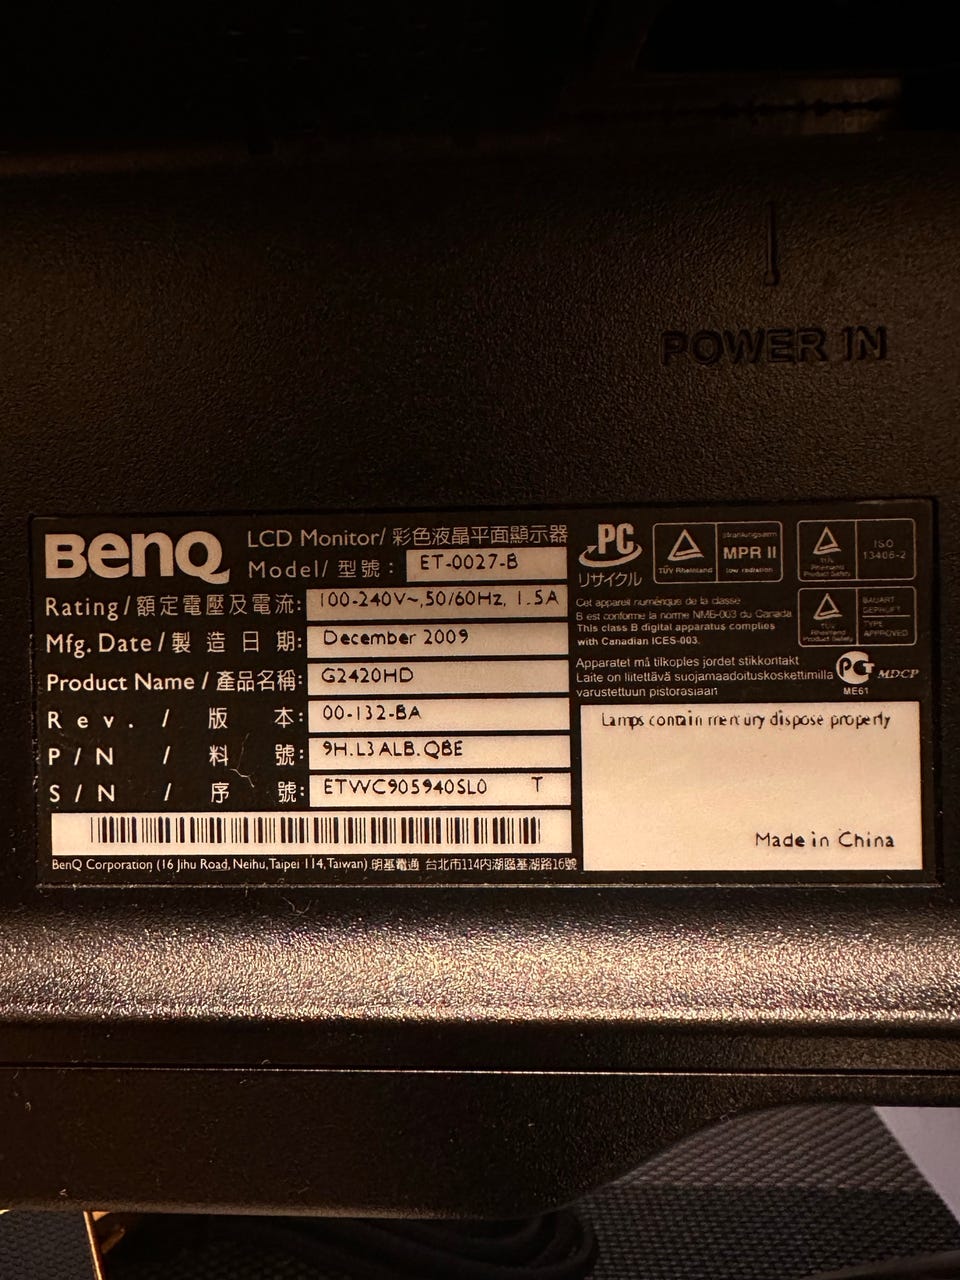 POWER IN
BenQ
LCD Monitor/ 彩色液晶平面顯示器
Model/ 型號: ET-0027-B
Rating/額定電壓及電流: 100-240V~,50/60Hz, 1.5A
Mfg. Date/製 造 日 期: December 2009
Product Name/產品名稱: G2420HD
Rev. / 版 本: 00-132-BA
P/N / 料 號: 9H.L3ALB.QBE
S/N / 序 號: ETWC905940SL0 T
BenQ Corporation (16 Jihu Road, Neihu, Taipei 114, Taiwan) 明基電通 台北市114內湖區基湖路16號
PC
リサイクル
TÜV Rheinland
MPR II
low radiation
TÜV
Rheinland
Product Safety
ISO
13406-2
TÜV
Rheinland
Product Safety
BAUART
GEPRÜFT
TYPE
APPROVED
Cet appareil numérique de la classe
B est conforme la norme NMB-003 du Canada
This class B digital apparatus complies
with Canadian ICES-003.
Apparatet må tilkoples jordet stikkontakt
Laite on liitettävä suojamaadoituskoskettimilla
varustettuun pistorasiaan
MDCP
ME61
Lamps contain mercury dispose properly
Made in China